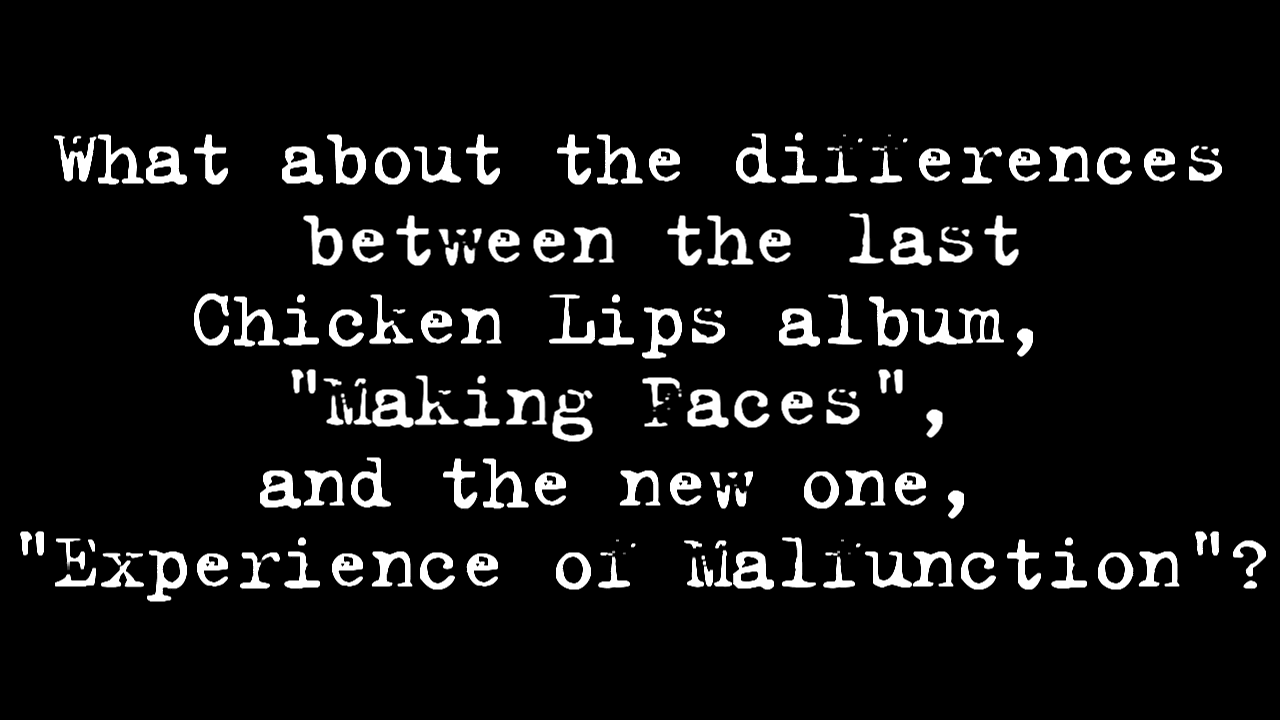 What about the differences
between the last
Chicken Lips album,
"Making Faces",
and the new one,
"Experience of Malfunction"?